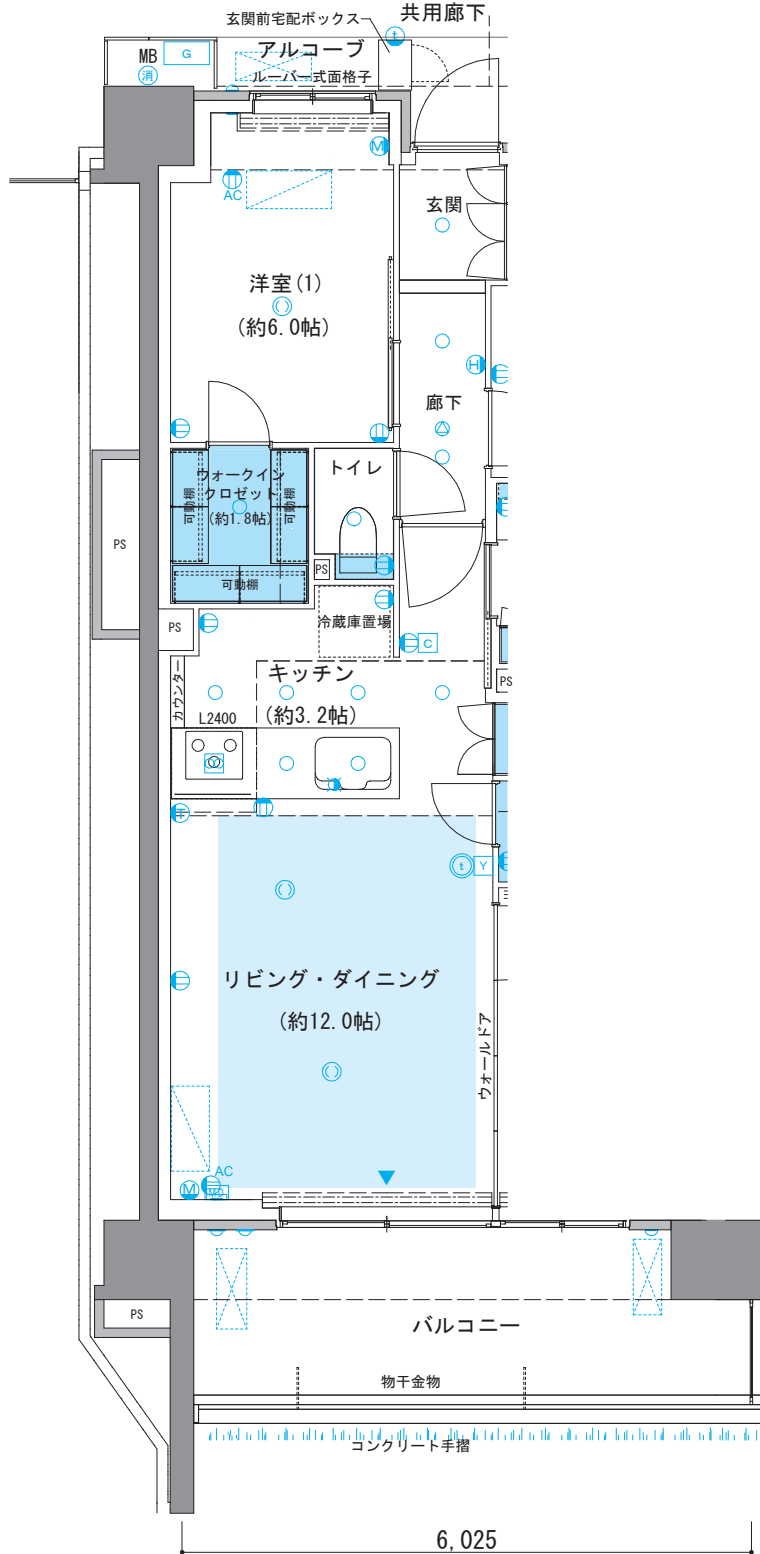 共用廊下
玄関前宅配ボックス
t
アルコーブ
MB
G
消
ルーバー式面格子
M
AC
玄関
洋室(1)
(約6.0帖)
H
廊下
トイレ
ウォークイン
クロゼット
(約1.8帖)
可動棚
可動棚
可動棚
PS
PS
PS
冷蔵庫置場
C
キッチン
(約3.2帖)
カウンター
L2400
PS
Y
T
t
Y
リビング・ダイニング
(約12.0帖)
ウォールドア
AC
M
PS
バルコニー
物干金物
コンクリート手摺
6,025